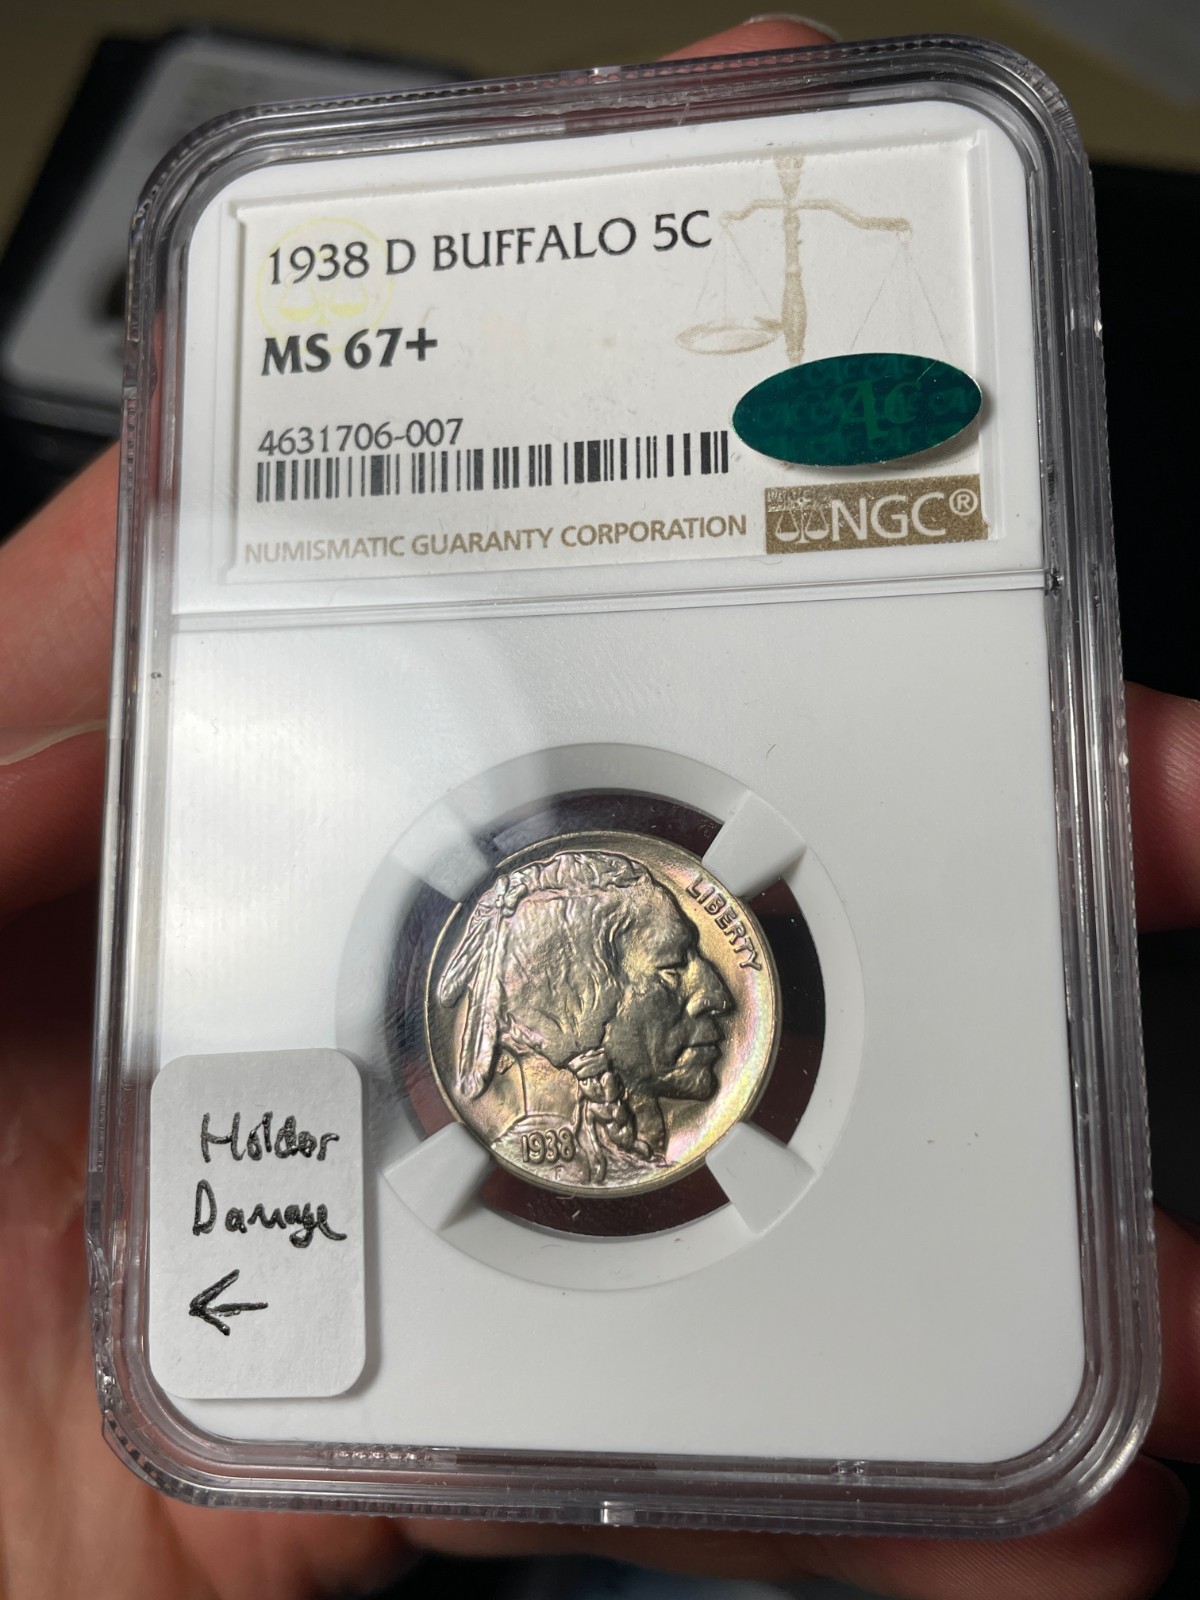 1938 D BUFFALO 5C
MS 67+
4631706-007
NUMISMATIC GUARANTY CORPORATION
NGC®
LIBERTY
1938
F
Holder
Damage
←